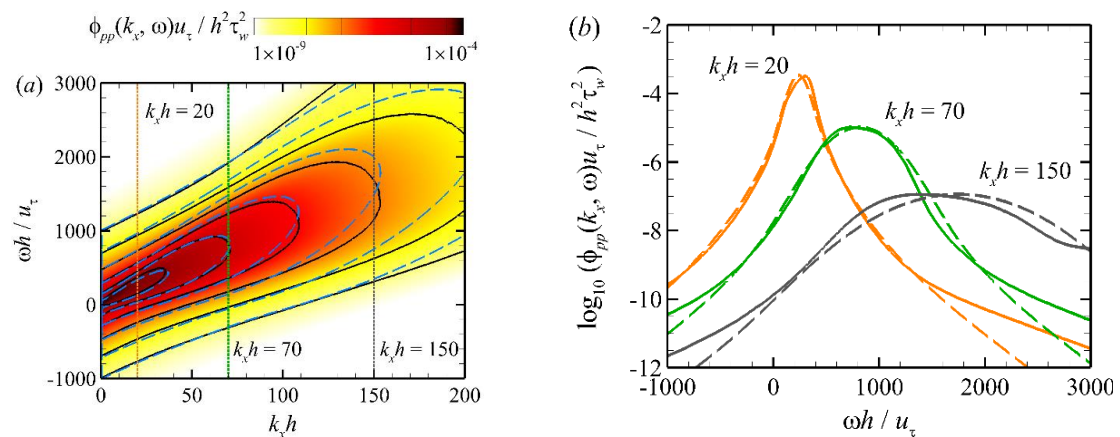 ϕpp(kx, ω)uτ / h²τw²
1×10⁻⁹ 1×10⁻⁴
(a)
3000
2000
1000
0
-1000
ωh / uτ
kxh = 20
kxh = 70
kxh = 150
0 50 100 150 200
kxh
(b)
-2
-4
-6
-8
-10
-12
log₁₀ (ϕpp(kx, ω)uτ / h²τw²)
kxh = 20
kxh = 70
kxh = 150
-1000 0 1000 2000 3000
ωh / uτ